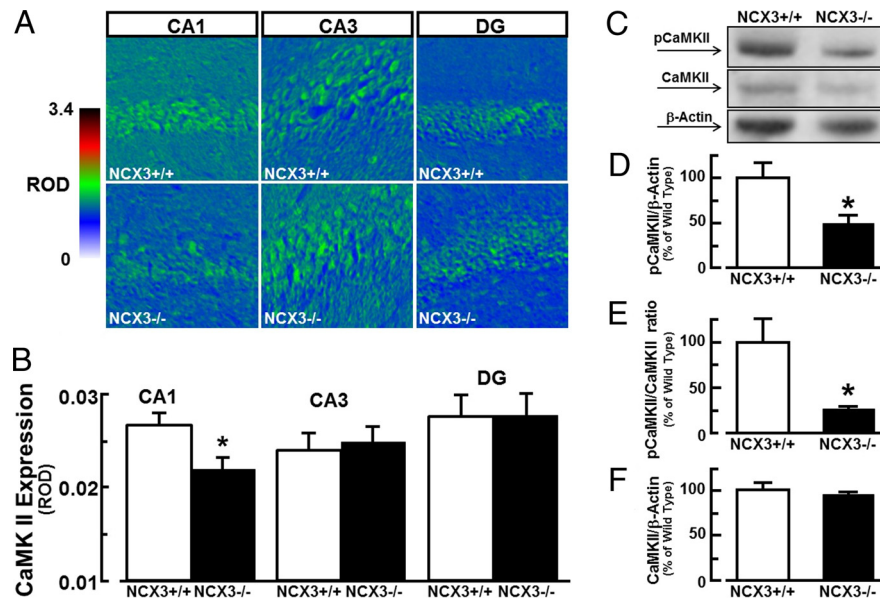 A
CA1 CA3 DG
3.4
ROD
0
NCX3+/+ NCX3+/+ NCX3+/+
NCX3-/- NCX3-/- NCX3-/-
B
CaMK II Expression
(ROD)
0.03
0.02
0.01
CA1
*
CA3
DG
NCX3+/+ NCX3-/- NCX3+/+ NCX3-/- NCX3+/+ NCX3-/-
C
NCX3+/+ NCX3-/-
pCaMKII
CaMKII
β-Actin
D
pCaMKII/β-Actin
(% of Wild Type)
100
50
0
*
NCX3+/+ NCX3-/-
E
pCaMKII/CaMKII ratio
(% of Wild Type)
100
50
0
*
NCX3+/+ NCX3-/-
F
CaMKII/β-Actin
(% of Wild Type)
100
50
0
NCX3+/+ NCX3-/-